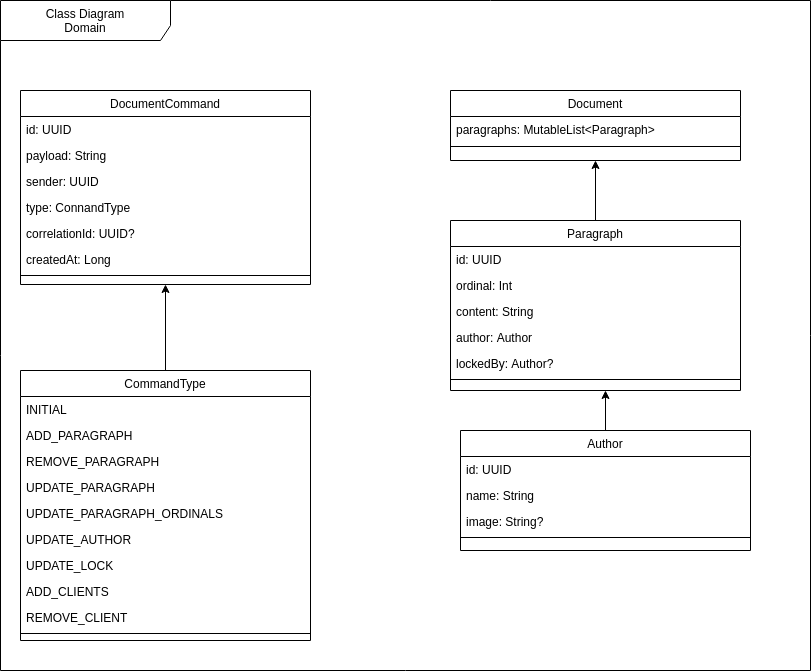 Class Diagram
Domain
DocumentCommand
id: UUID
payload: String
sender: UUID
type: ConnandType
correlationId: UUID?
createdAt: Long
CommandType
INITIAL
ADD_PARAGRAPH
REMOVE_PARAGRAPH
UPDATE_PARAGRAPH
UPDATE_PARAGRAPH_ORDINALS
UPDATE_AUTHOR
UPDATE_LOCK
ADD_CLIENTS
REMOVE_CLIENT
Document
paragraphs: MutableList<Paragraph>
Paragraph
id: UUID
ordinal: Int
content: String
author: Author
lockedBy: Author?
Author
id: UUID
name: String
image: String?